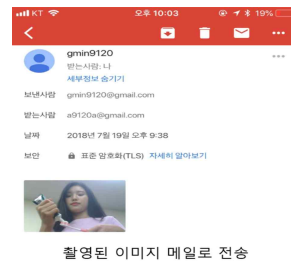 KT 오후 10:03 19%
gmin9120
받는사람: 나
세부정보 숨기기
보낸사람 gmin9120@gmail.com
받는사람 a9120a@gmail.com
날짜 2018년 7월 19일 오후 9:38
보안 표준 암호화(TLS) 자세히 알아보기
촬영된 이미지 메일로 전송